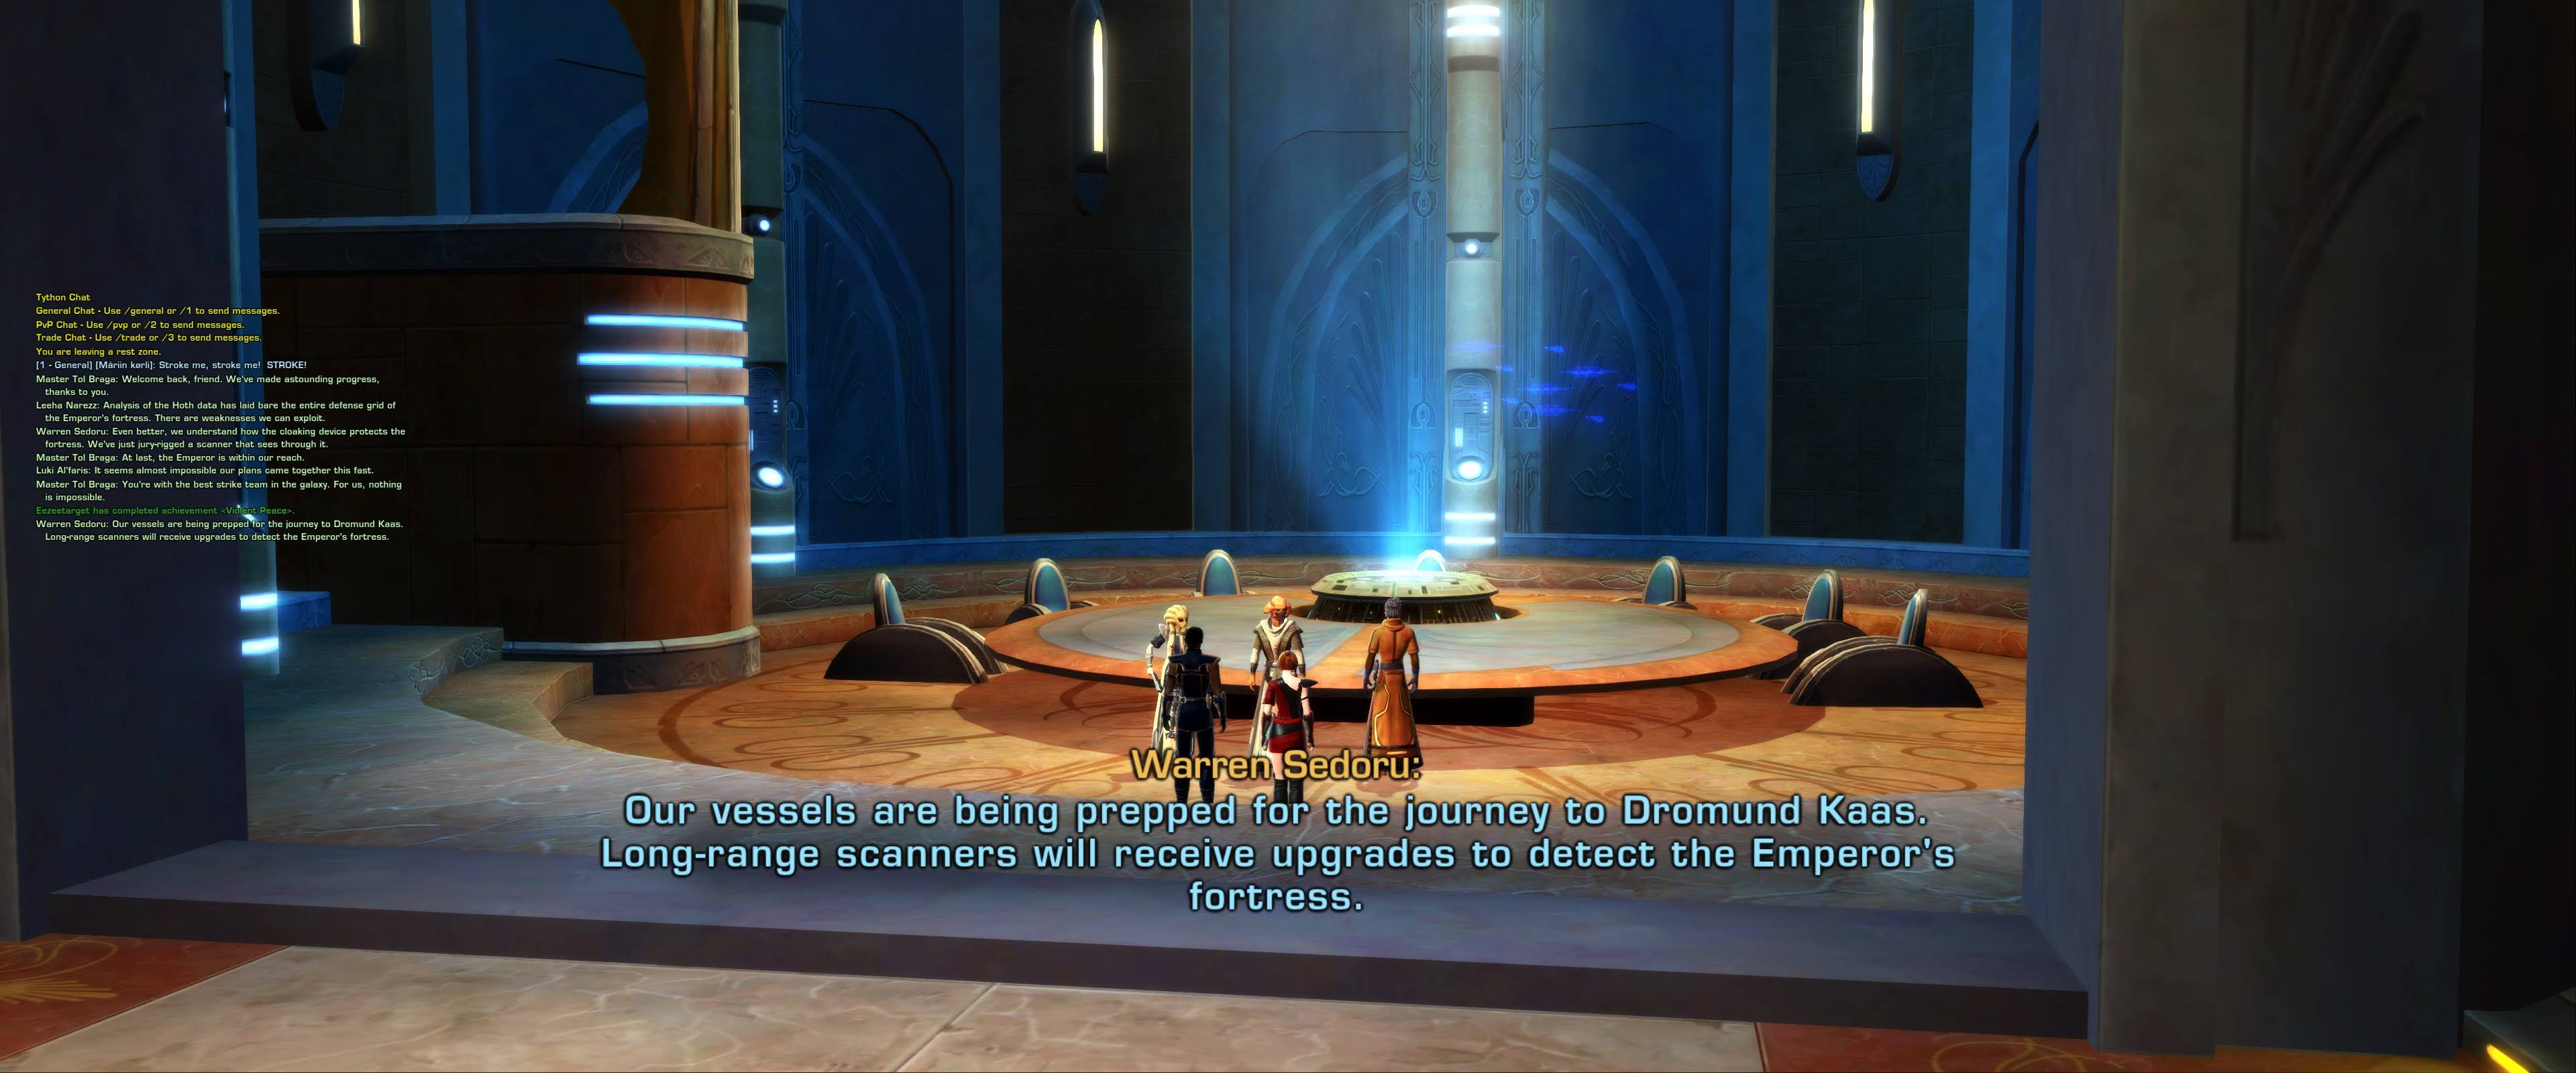 Tython Chat
General Chat - Use /general or /1 to send messages.
PvP Chat - Use /pvp or /2 to send messages.
Trade Chat - Use /trade or /3 to send messages.
You are leaving a rest zone.
[1 - General] [Màriin kørli]: Stroke me, stroke me!  STROKE!
Master Tol Braga: Welcome back, friend. We've made astounding progress,
thanks to you.
Leeha Narezz: Analysis of the Hoth data has laid bare the entire defense grid of
the Emperor's fortress. There are weaknesses we can exploit.
Warren Sedoru: Even better, we understand how the cloaking device protects the
fortress. We've just jury-rigged a scanner that sees through it.
Master Tol Braga: At last, the Emperor is within our reach.
Luki Al'faris: It seems almost impossible our plans came together this fast.
Master Tol Braga: You're with the best strike team in the galaxy. For us, nothing
is impossible.
Eezeetarget has completed achievement <Violent Peace>.
Warren Sedoru: Our vessels are being prepped for the journey to Dromund Kaas.
Long-range scanners will receive upgrades to detect the Emperor's fortress.
Warren Sedoru:
Our vessels are being prepped for the journey to Dromund Kaas.
Long-range scanners will receive upgrades to detect the Emperor's
fortress.